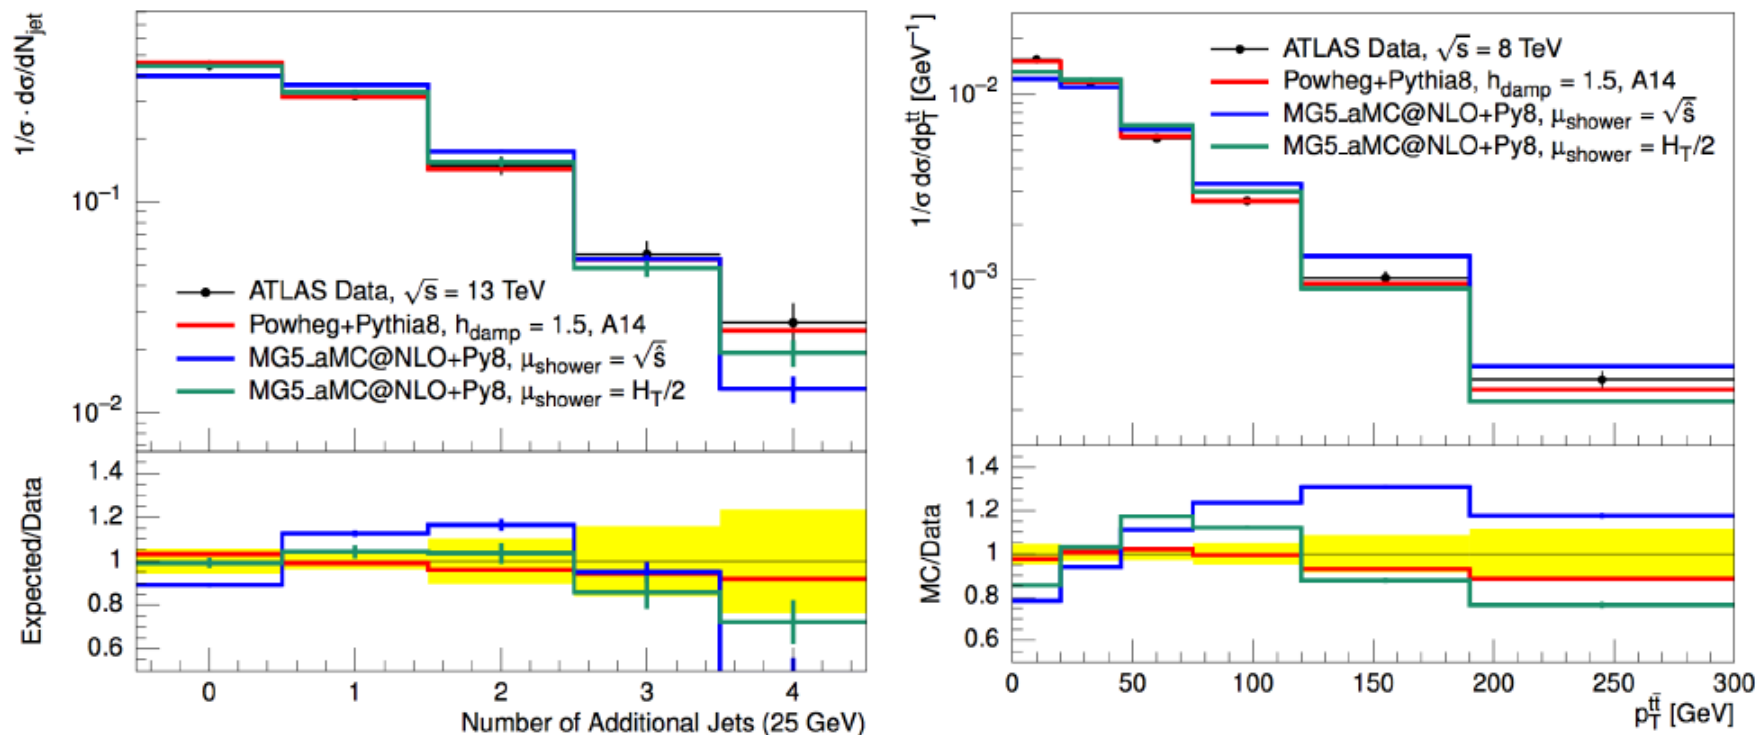 1/σ · dσ/dN_jet
10⁻¹
10⁻²
ATLAS Data, √s = 13 TeV
Powheg+Pythia8, h_damp = 1.5, A14
MG5_aMC@NLO+Py8, μ_shower = √ŝ
MG5_aMC@NLO+Py8, μ_shower = H_T/2
Expected/Data
1.4
1.2
1
0.8
0.6
0 1 2 3 4
Number of Additional Jets (25 GeV)
1/σ dσ/dp_T^{tt̄} [GeV⁻¹]
10⁻²
10⁻³
ATLAS Data, √s = 8 TeV
Powheg+Pythia8, h_damp = 1.5, A14
MG5_aMC@NLO+Py8, μ_shower = √ŝ
MG5_aMC@NLO+Py8, μ_shower = H_T/2
MC/Data
1.4
1.2
1
0.8
0.6
0 50 100 150 200 250 300
p_T^{tt̄} [GeV]